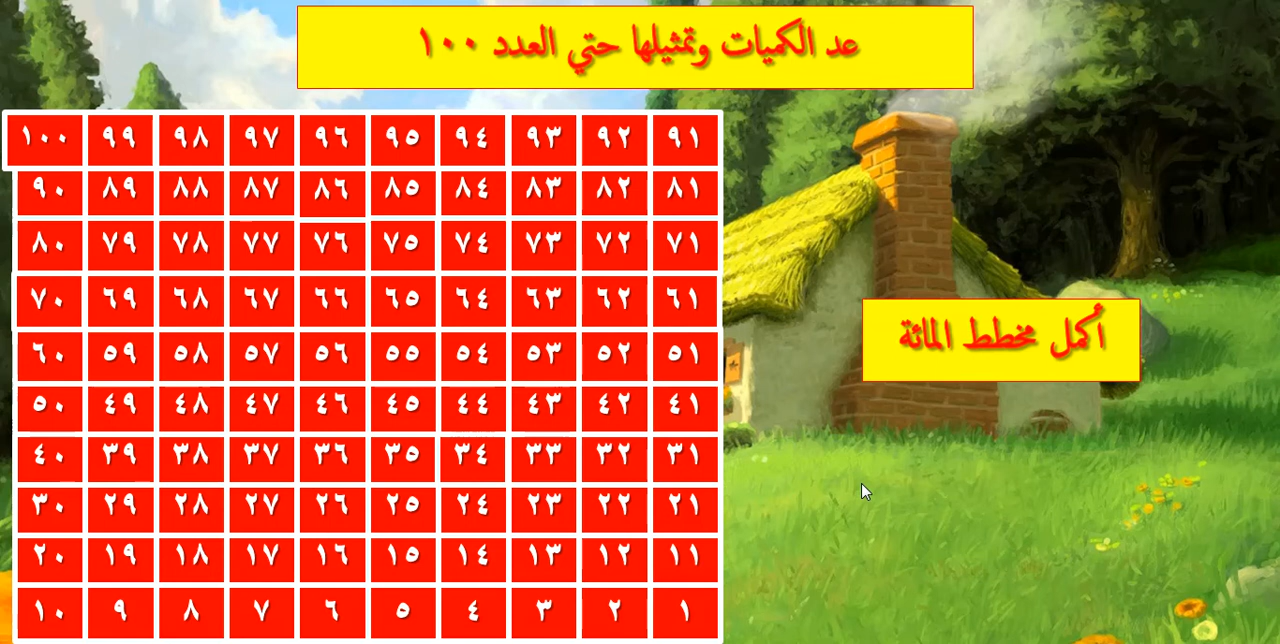 عد الكميات وتمثيلها حتي العدد ١٠٠
٩١ ٩٢ ٩٣ ٩٤ ٩٥ ٩٦ ٩٧ ٩٨ ٩٩ ١٠٠
٨١ ٨٢ ٨٣ ٨٤ ٨٥ ٨٦ ٨٧ ٨٨ ٨٩ ٩٠
٧١ ٧٢ ٧٣ ٧٤ ٧٥ ٧٦ ٧٧ ٧٨ ٧٩ ٨٠
٦١ ٦٢ ٦٣ ٦٤ ٦٥ ٦٦ ٦٧ ٦٨ ٦٩ ٧٠
٥١ ٥٢ ٥٣ ٥٤ ٥٥ ٥٦ ٥٧ ٥٨ ٥٩ ٦٠
٤١ ٤٢ ٤٣ ٤٤ ٤٥ ٤٦ ٤٧ ٤٨ ٤٩ ٥٠
٣١ ٣٢ ٣٣ ٣٤ ٣٥ ٣٦ ٣٧ ٣٨ ٣٩ ٤٠
٢١ ٢٢ ٢٣ ٢٤ ٢٥ ٢٦ ٢٧ ٢٨ ٢٩ ٣٠
١١ ١٢ ١٣ ١٤ ١٥ ١٦ ١٧ ١٨ ١٩ ٢٠
١ ٢ ٣ ٤ ٥ ٦ ٧ ٨ ٩ ١٠
أكمل مخطط المائة